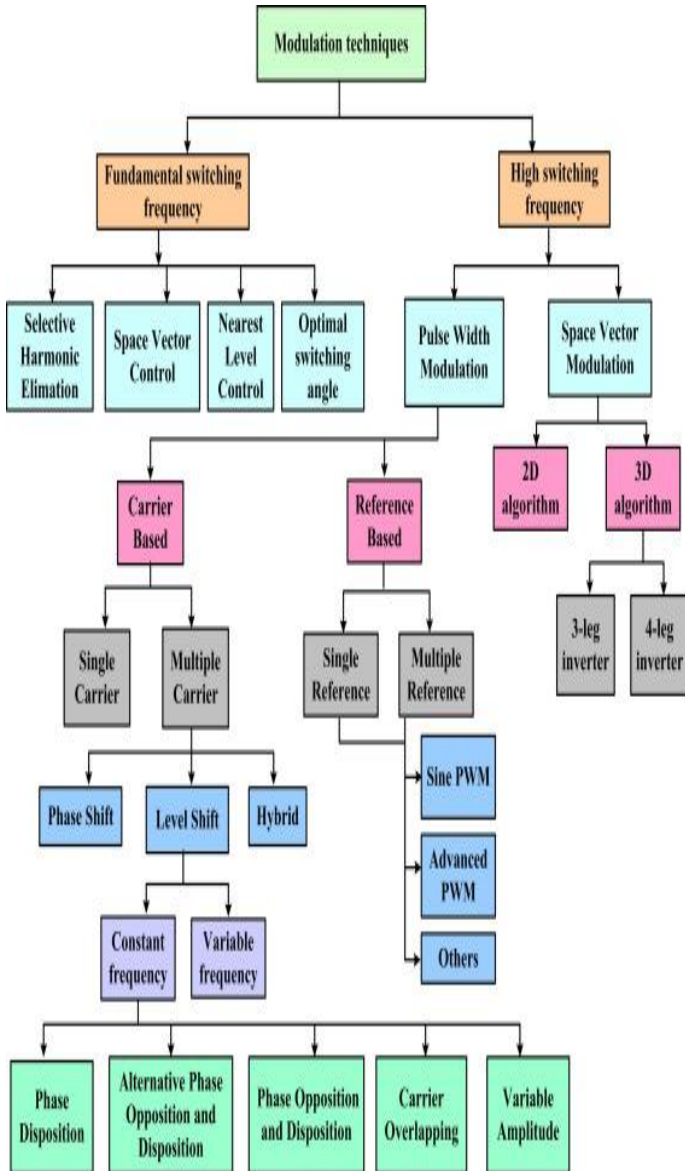 Modulation techniques
Fundamental switching
frequency
High switching
frequency
Selective
Harmonic
Elimation
Space Vector
Control
Nearest
Level
Control
Optimal
switching
angle
Pulse Width
Modulation
Space Vector
Modulation
Carrier
Based
Reference
Based
2D
algorithm
3D
algorithm
Single
Carrier
Multiple
Carrier
Single
Reference
Multiple
Reference
3-leg
inverter
4-leg
inverter
Phase Shift
Level Shift
Hybrid
Sine PWM
Advanced
PWM
Others
Constant
frequency
Variable
frequency
Phase
Disposition
Alternative Phase
Opposition and
Disposition
Phase Opposition
and Disposition
Carrier
Overlapping
Variable
Amplitude